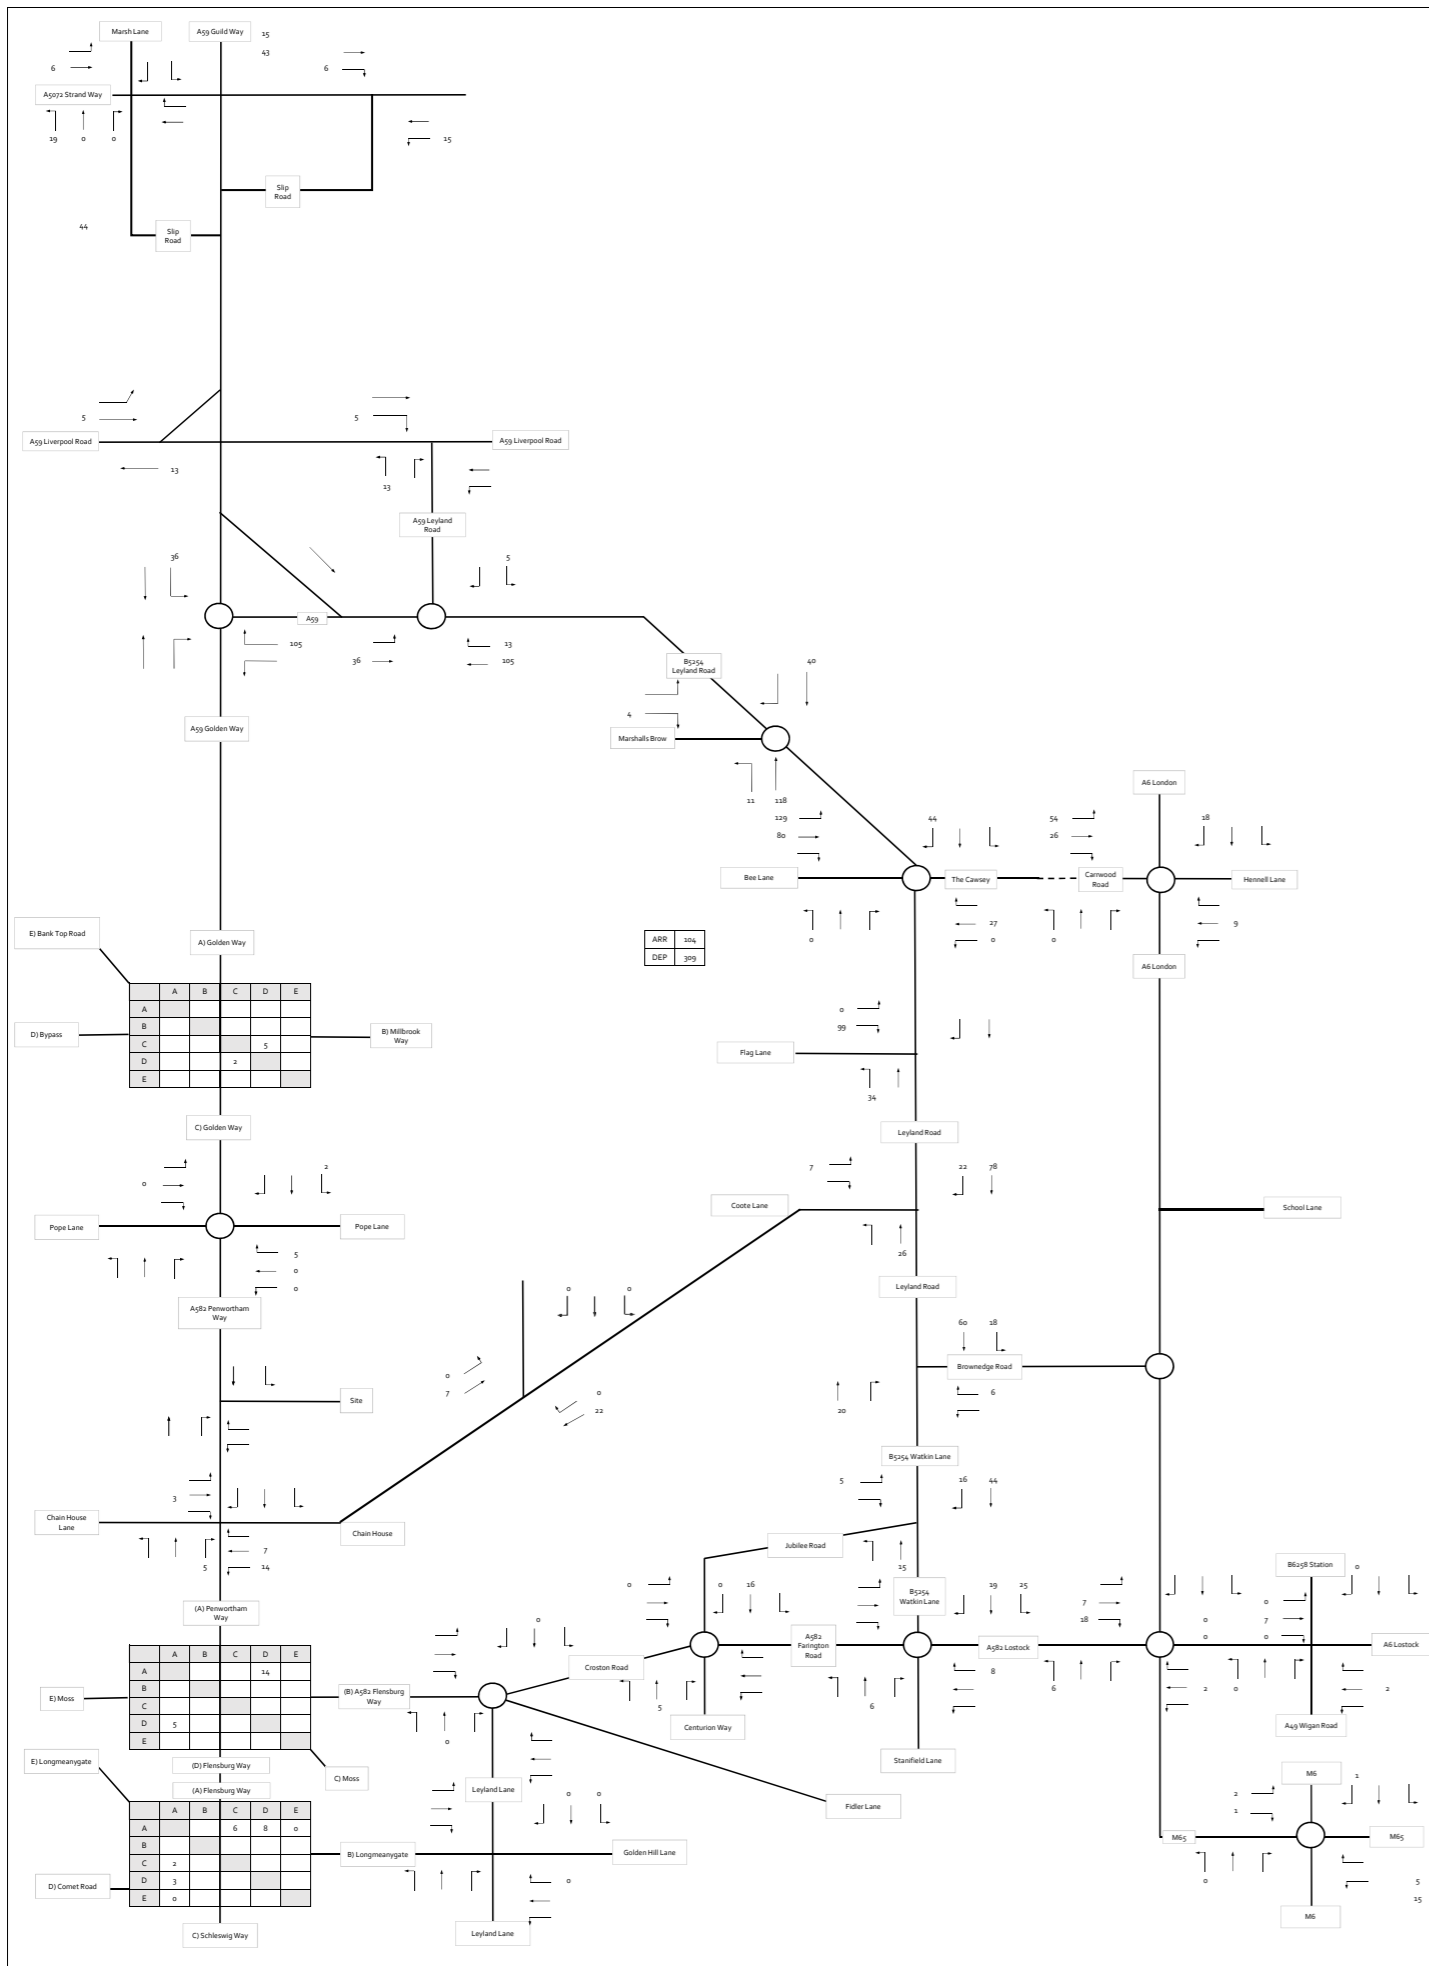 Marsh Lane
A59 Guild Way
15
43
6
6
A5072 Strand Way
19 0 0
15
Slip
Road
44
Slip
Road
5
5
A59 Liverpool Road
A59 Liverpool Road
13
13
A59 Leyland
Road
36
5
A59
105
13
36
105
B5254
Leyland Road
40
4
A59 Golden Way
Marshalls Brow
A6 London
11 118
129
80
44
54
26
18
Bee Lane
The Cawsey
Carrwood
Road
Hennell Lane
E) Bank Top Road
A) Golden Way
ARR 104
DEP 309
0
27
0
0
9
A6 London
A B C D E
A
B
C 5
D 2
E
D) Bypass
B) Millbrook
Way
0
99
Flag Lane
34
C) Golden Way
Leyland Road
2
0
7
22 78
Pope Lane
Pope Lane
Coote Lane
School Lane
5
0
0
26
A582 Penwortham
Way
Leyland Road
0 0
60 18
Brownedge Road
0
7
0
22
6
20
Site
B5254 Watkin Lane
3
5
16 44
Chain House
Lane
Chain House
Jubilee Road
7
5
14
15
B6258 Station
0
(A) Penwortham
Way
0
0 16
B5254
Watkin Lane
19 25
7
18
0
0
0
7
0
0
A B C D E
A 14
B
C
D 5
E
A582
Farington
Road
A582 Lostock
A6 Lostock
Croston Road
8
E) Moss
(B) A582 Flensburg
Way
5
6
6
2
0
2
0
Centurion Way
A49 Wigan Road
Stanifield Lane
E) Longmeanygate
(D) Flensburg Way
C) Moss
(A) Flensburg Way
Leyland Lane
0 0
Fidler Lane
M6
1
2
1
A B C D E
A 6 8 0
B
C 2
D 3
E 0
M65
M65
B) Longmeanygate
Golden Hill Lane
D) Comet Road
0
0
5
15
C) Schleswig Way
Leyland Lane
M6